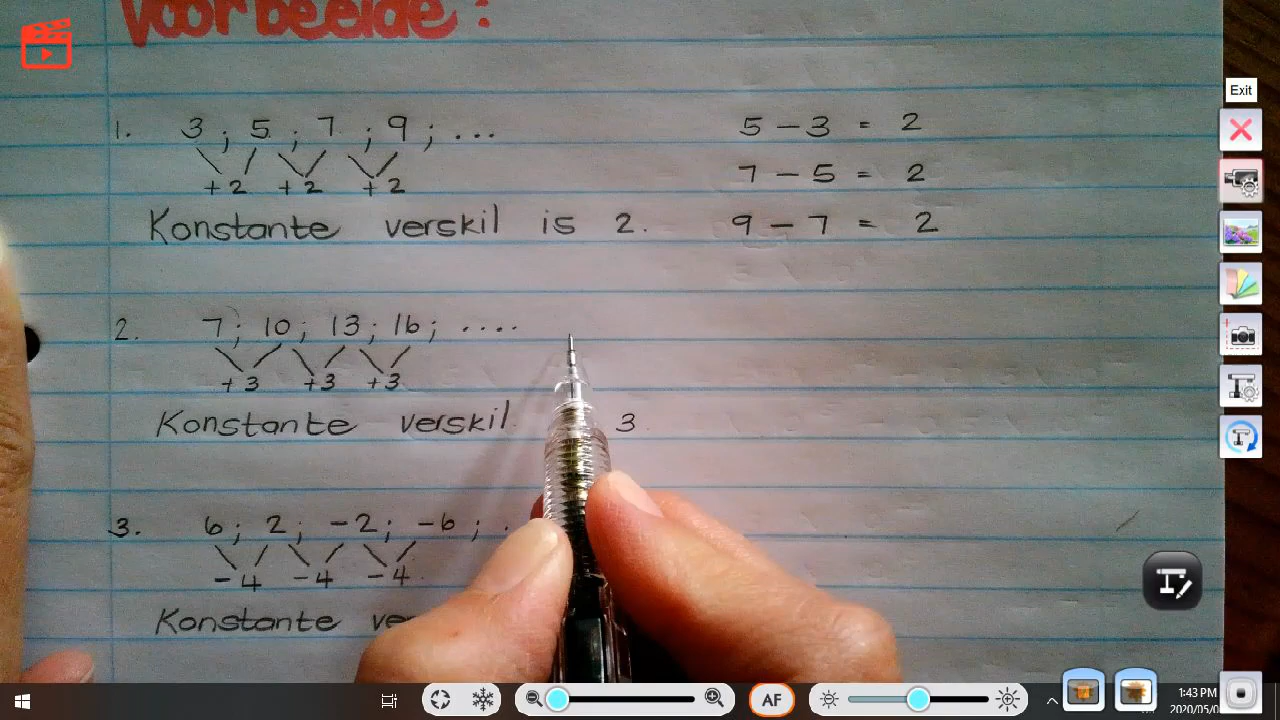 Voorbeelde :
Exit
1. 3 ; 5 ; 7 ; 9 ; ... 5 - 3 = 2
+2 +2 +2 7 - 5 = 2
Konstante verskil is 2. 9 - 7 = 2
2. 7 ; 10 ; 13 ; 16 ; ....
+3 +3 +3
Konstante verskil 3
3. 6 ; 2 ; -2 ; -6 ; .
-4 -4 -4
Konstante
AF
1:43 PM